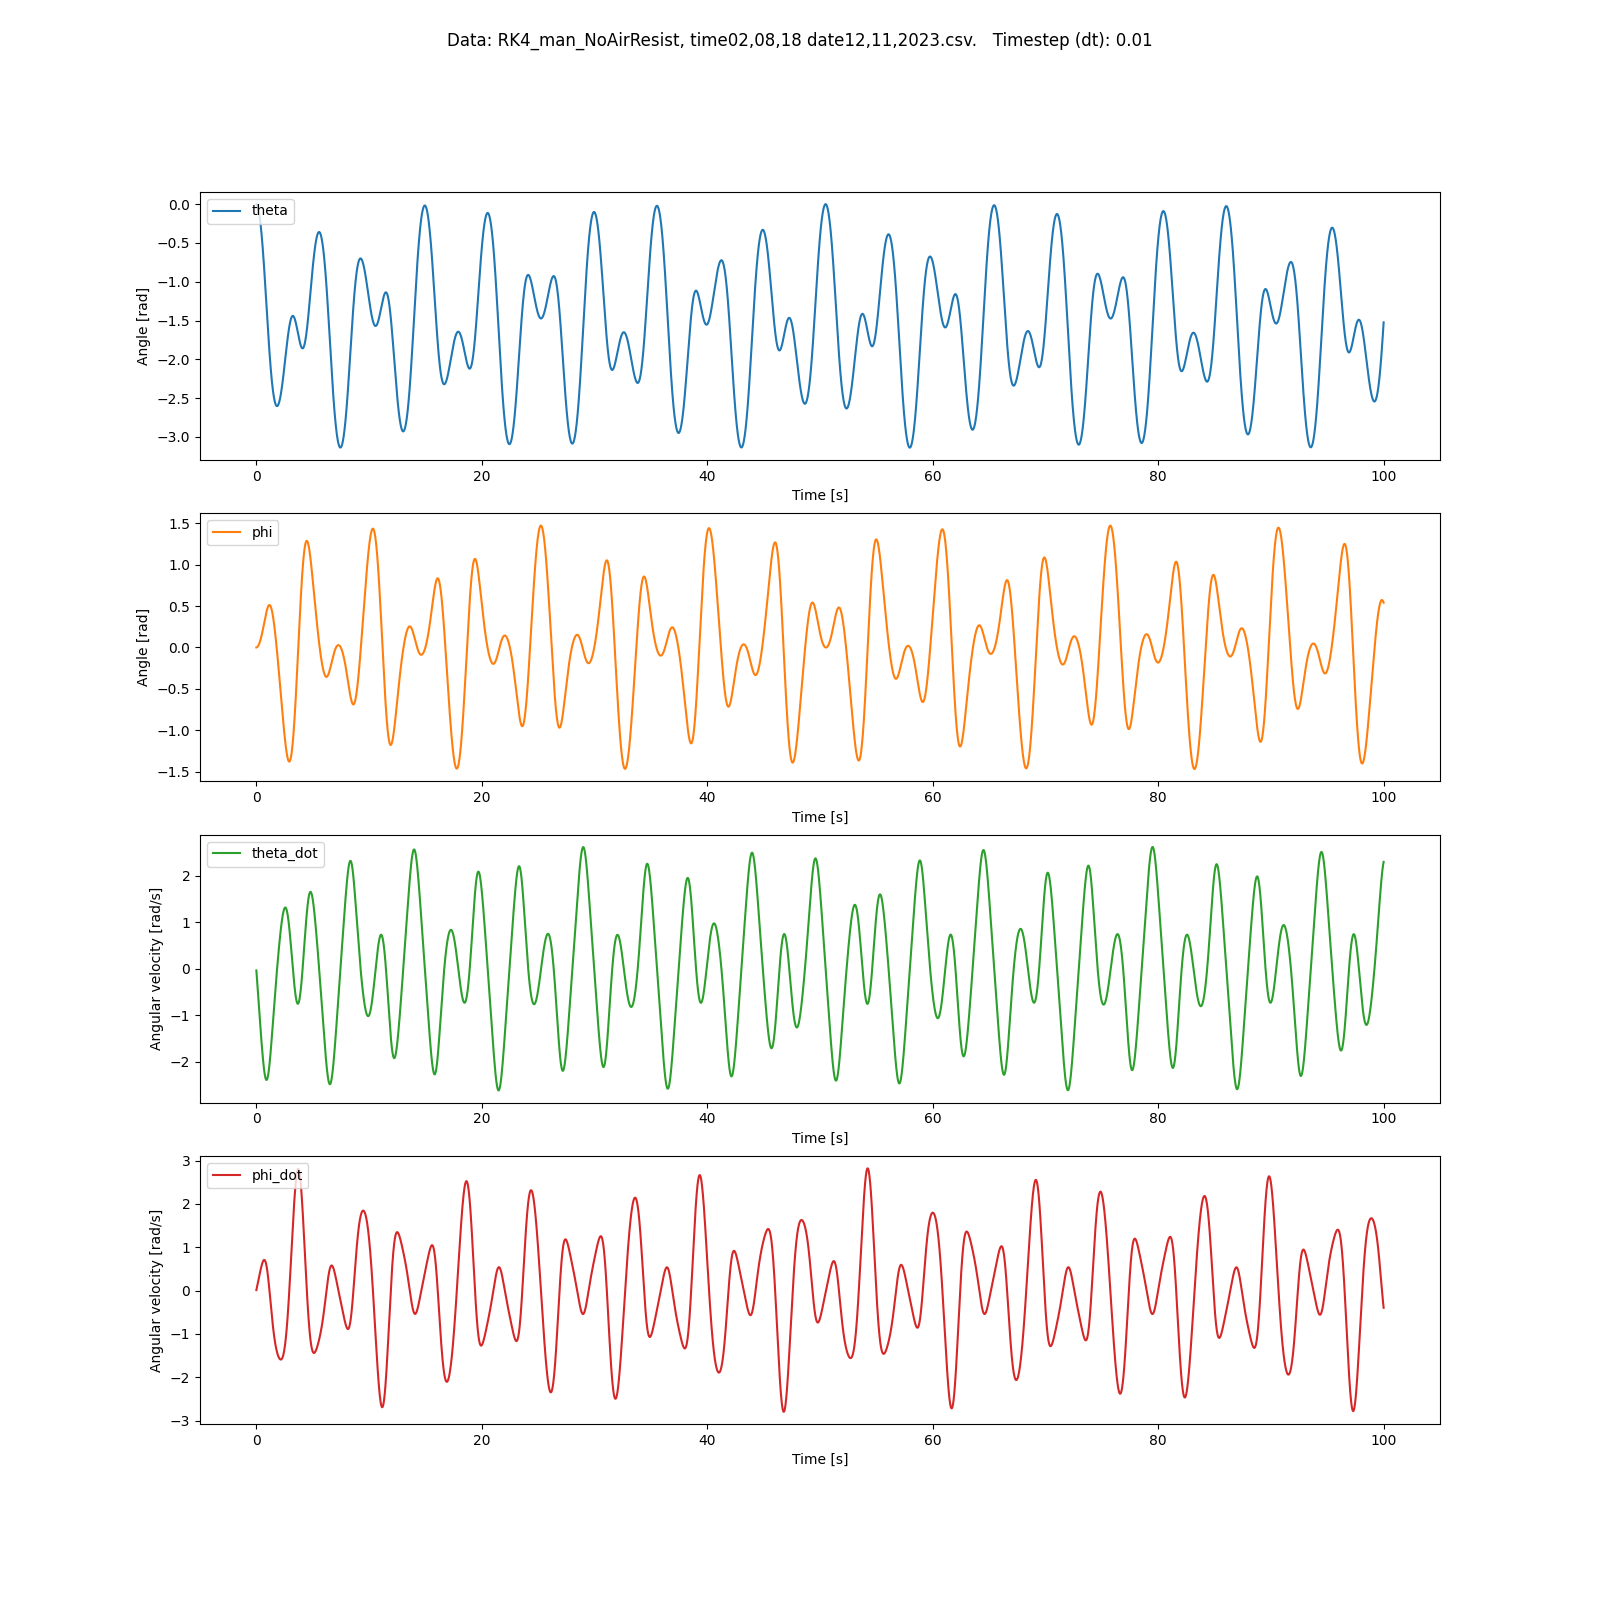 Data: RK4_man_NoAirResist, time02,08,18 date12,11,2023.csv.   Timestep (dt): 0.01
theta
0.0
−0.5
−1.0
−1.5
−2.0
−2.5
−3.0
Angle [rad]
0 20 40 60 80 100
Time [s]
phi
1.5
1.0
0.5
0.0
−0.5
−1.0
−1.5
Angle [rad]
0 20 40 60 80 100
Time [s]
theta_dot
2
1
0
−1
−2
Angular velocity [rad/s]
0 20 40 60 80 100
Time [s]
phi_dot
3
2
1
0
−1
−2
−3
Angular velocity [rad/s]
0 20 40 60 80 100
Time [s]